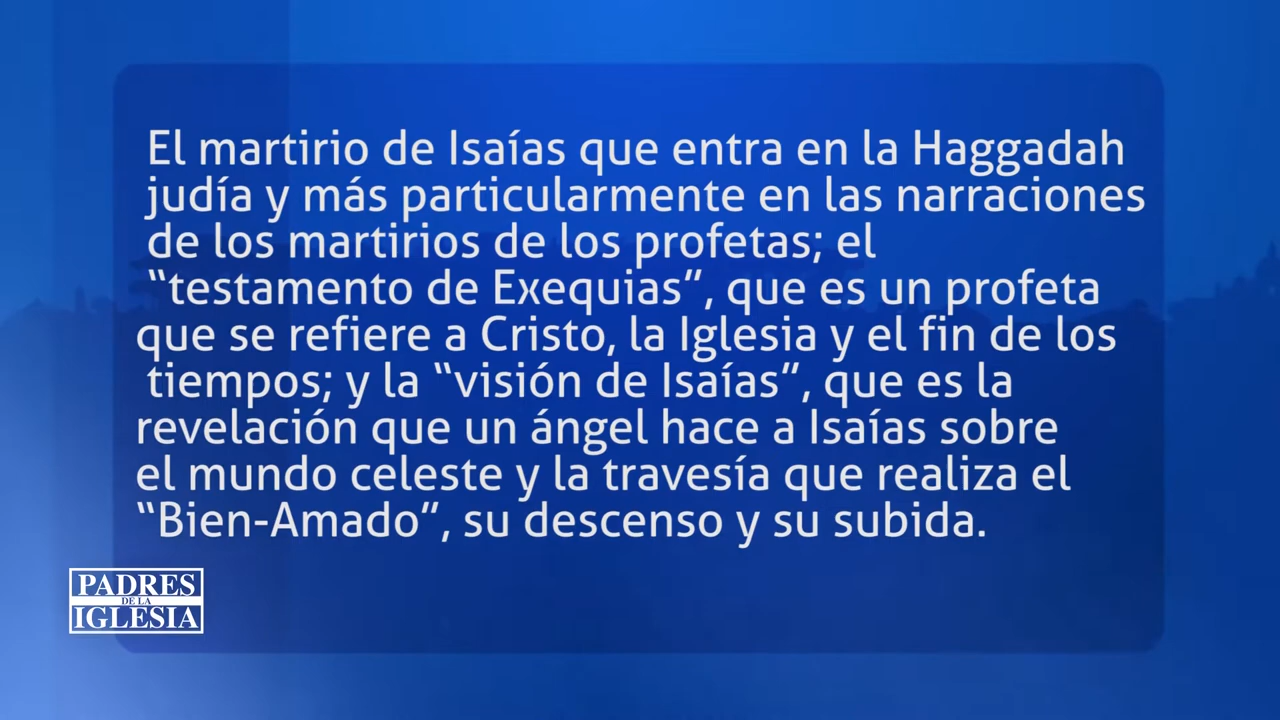 El martirio de Isaías que entra en la Haggadah
judía y más particularmente en las narraciones
de los martirios de los profetas; el
“testamento de Exequias”, que es un profeta
que se refiere a Cristo, la Iglesia y el fin de los
tiempos; y la “visión de Isaías”, que es la
revelación que un ángel hace a Isaías sobre
el mundo celeste y la travesía que realiza el
“Bien-Amado”, su descenso y su subida.
PADRES
DE LA
IGLESIA